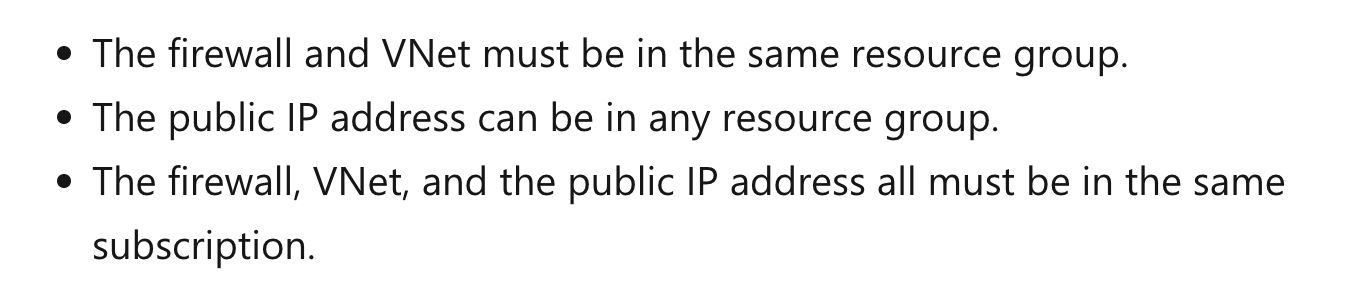 • The firewall and VNet must be in the same resource group.
• The public IP address can be in any resource group.
• The firewall, VNet, and the public IP address all must be in the same
subscription.